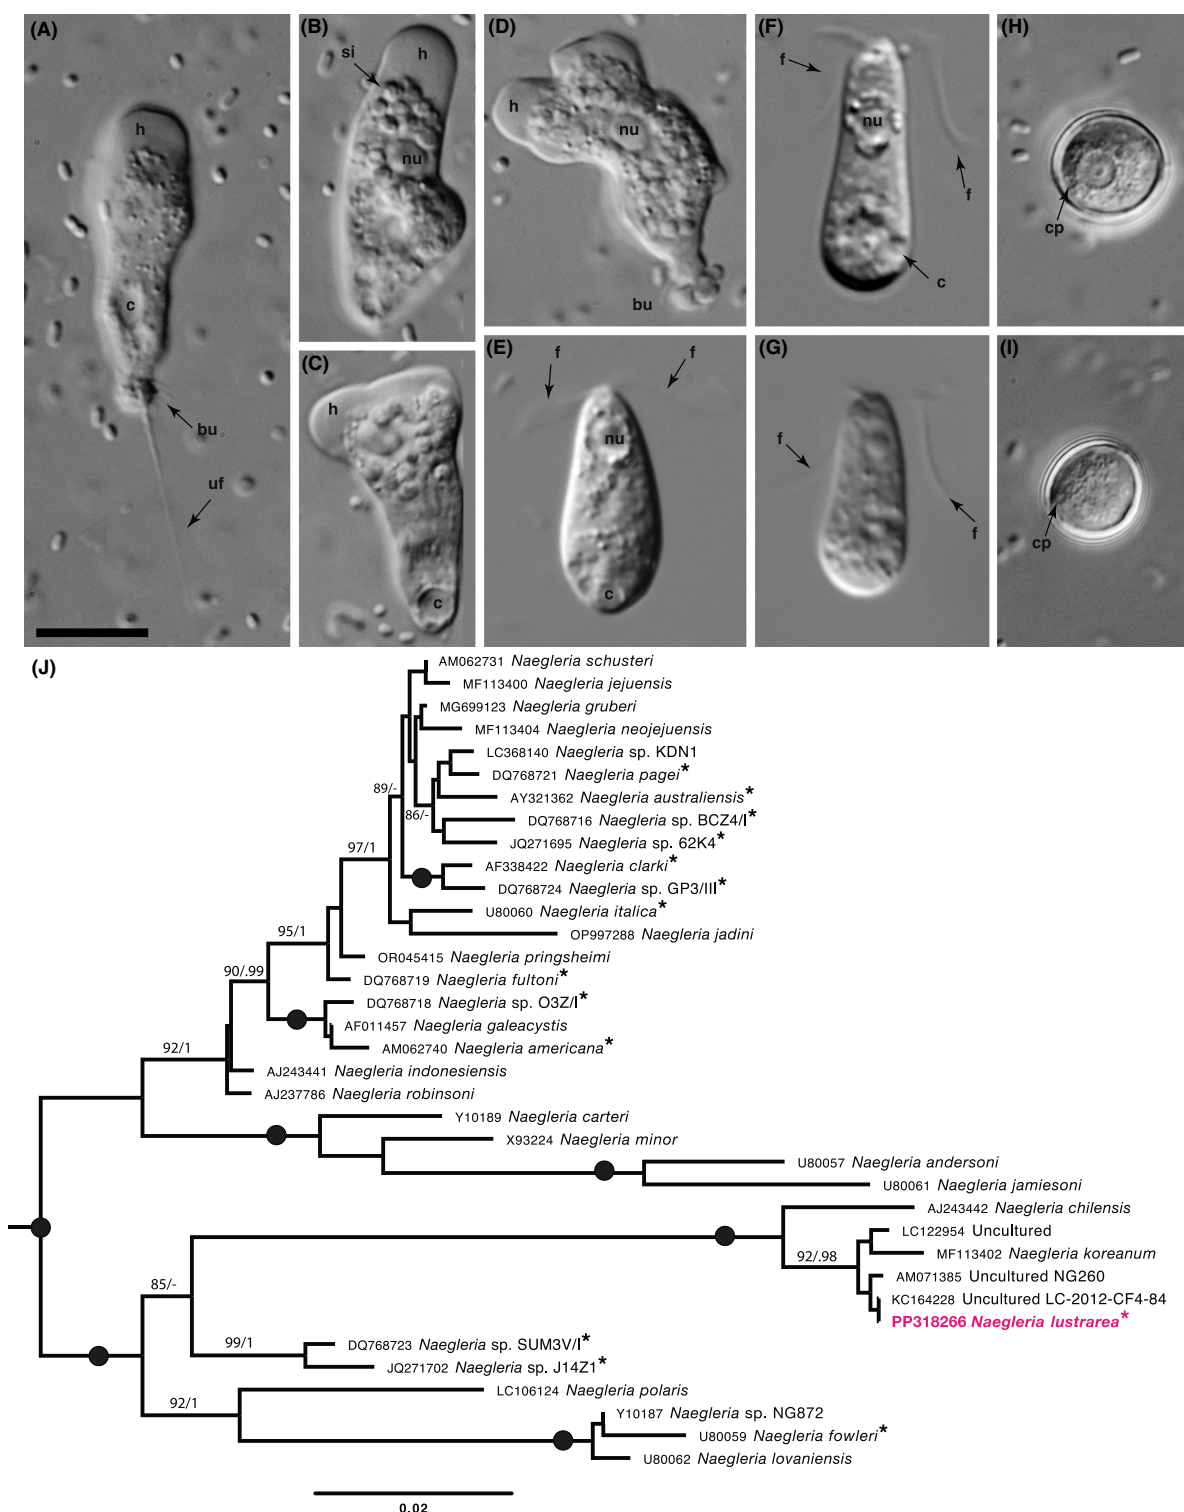 (A)
h
c
bu
uf
(B)
si
h
nu
(C)
h
c
(D)
h
nu
bu
(E)
f
f
nu
c
(F)
f
nu
f
c
(G)
f
f
(H)
cp
(I)
cp
(J)
AM062731 Naegleria schusteri
MF113400 Naegleria jejuensis
MG699123 Naegleria gruberi
MF113404 Naegleria neojejuensis
LC368140 Naegleria sp. KDN1
DQ768721 Naegleria pagei*
89/-
AY321362 Naegleria australiensis*
86/-
DQ768716 Naegleria sp. BCZ4/I*
JQ271695 Naegleria sp. 62K4*
97/1
AF338422 Naegleria clarki*
DQ768724 Naegleria sp. GP3/III*
U80060 Naegleria italica*
OP997288 Naegleria jadini
95/1
OR045415 Naegleria pringsheimi
90/.99
DQ768719 Naegleria fultoni*
DQ768718 Naegleria sp. O3Z/I*
AF011457 Naegleria galeacystis
AM062740 Naegleria americana*
92/1
AJ243441 Naegleria indonesiensis
AJ237786 Naegleria robinsoni
Y10189 Naegleria carteri
X93224 Naegleria minor
U80057 Naegleria andersoni
U80061 Naegleria jamiesoni
AJ243442 Naegleria chilensis
LC122954 Uncultured
92/.98
MF113402 Naegleria koreanum
AM071385 Uncultured NG260
85/-
KC164228 Uncultured LC-2012-CF4-84
PP318266 Naegleria lustrarea*
99/1
DQ768723 Naegleria sp. SUM3V/I*
JQ271702 Naegleria sp. J14Z1*
LC106124 Naegleria polaris
92/1
Y10187 Naegleria sp. NG872
U80059 Naegleria fowleri*
U80062 Naegleria lovaniensis
0.02